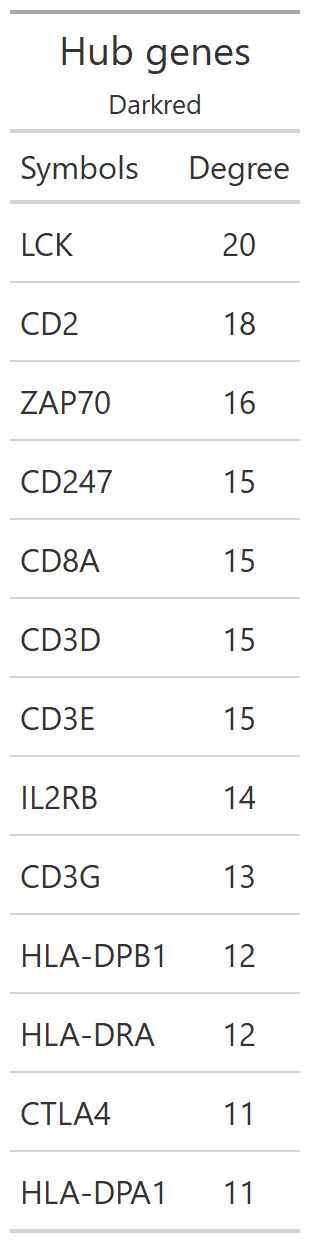 Hub genes
Darkred
Symbols Degree
LCK 20
CD2 18
ZAP70 16
CD247 15
CD8A 15
CD3D 15
CD3E 15
IL2RB 14
CD3G 13
HLA-DPB1 12
HLA-DRA 12
CTLA4 11
HLA-DPA1 11